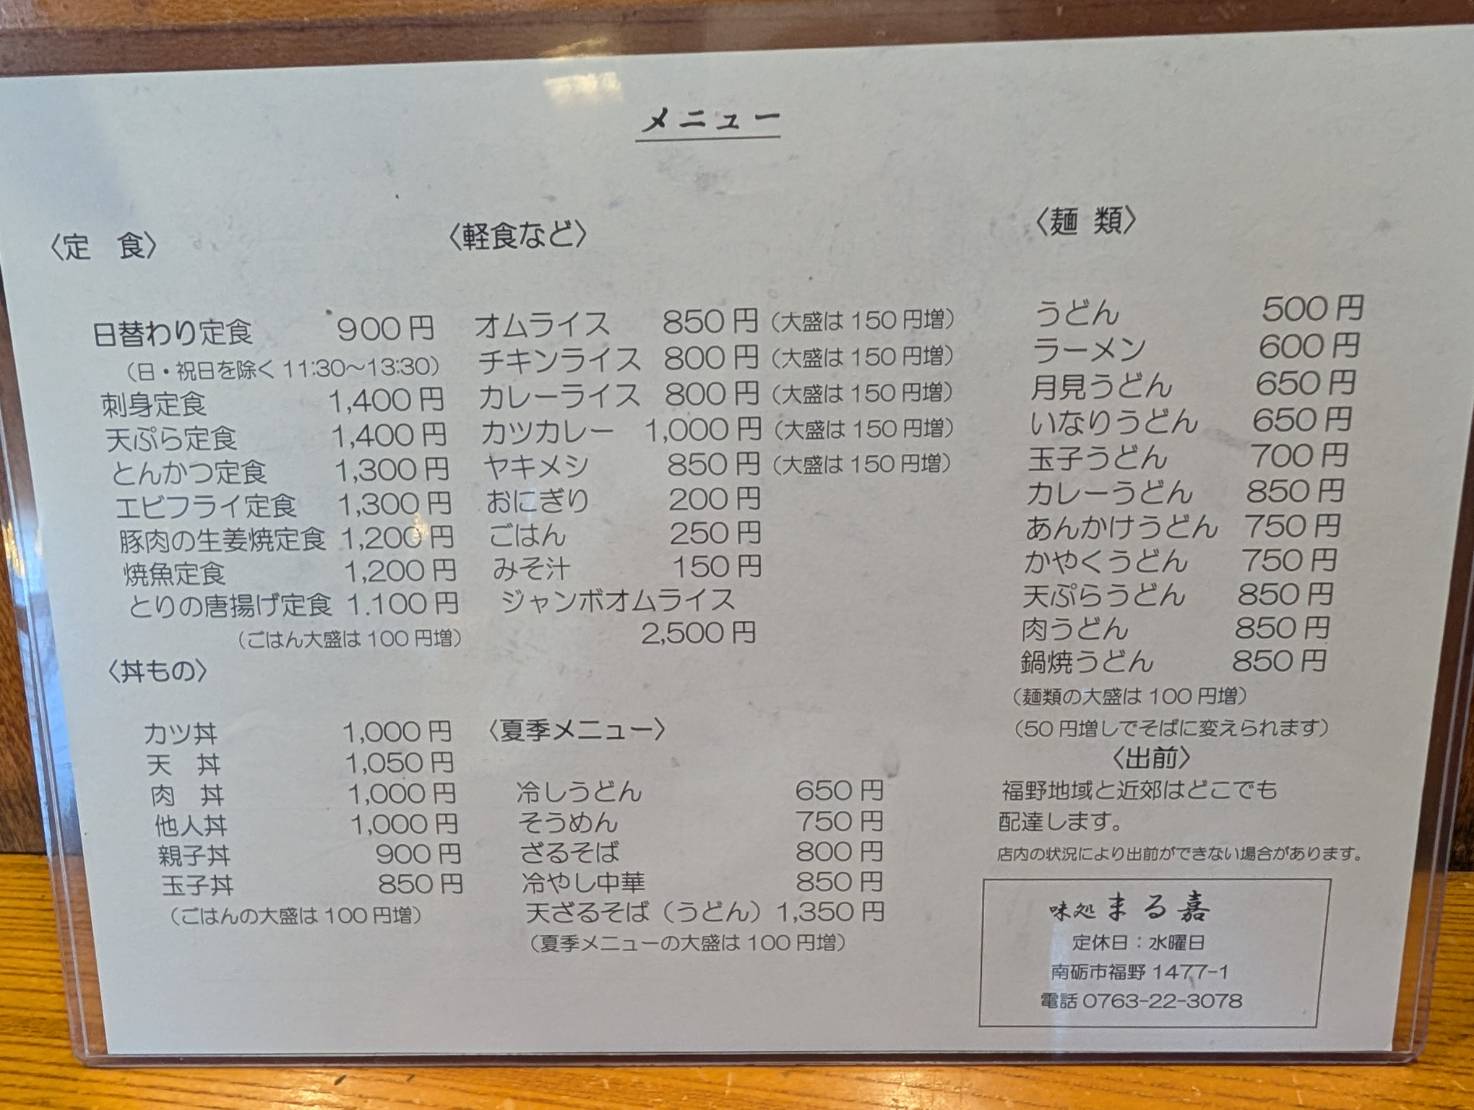 メニュー
〈定 食〉
日替わり定食 900円
（日・祝日を除く 11:30～13:30）
刺身定食 1,400円
天ぷら定食 1,400円
とんかつ定食 1,300円
エビフライ定食 1,300円
豚肉の生姜焼定食 1,200円
焼魚定食 1,200円
とりの唐揚げ定食 1.100円
（ごはん大盛は100円増）
〈丼もの〉
カツ丼 1,000円
天 丼 1,050円
肉 丼 1,000円
他人丼 1,000円
親子丼 900円
玉子丼 850円
（ごはんの大盛は100円増）
〈軽食など〉
オムライス 850円（大盛は150円増）
チキンライス 800円（大盛は150円増）
カレーライス 800円（大盛は150円増）
カツカレー 1,000円（大盛は150円増）
ヤキメシ 850円（大盛は150円増）
おにぎり 200円
ごはん 250円
みそ汁 150円
ジャンボオムライス
2,500円
〈夏季メニュー〉
冷しうどん 650円
そうめん 750円
ざるそば 800円
冷やし中華 850円
天ざるそば（うどん）1,350円
（夏季メニューの大盛は100円増）
〈麺 類〉
うどん 500円
ラーメン 600円
月見うどん 650円
いなりうどん 650円
玉子うどん 700円
カレーうどん 850円
あんかけうどん 750円
かやくうどん 750円
天ぷらうどん 850円
肉うどん 850円
鍋焼うどん 850円
（麺類の大盛は100円増）
（50円増しでそばに変えられます）
〈出前〉
福野地域と近郊はどこでも
配達します。
店内の状況により出前ができない場合があります。
味処 まる嘉
定休日：水曜日
南砺市福野1477-1
電話0763-22-3078